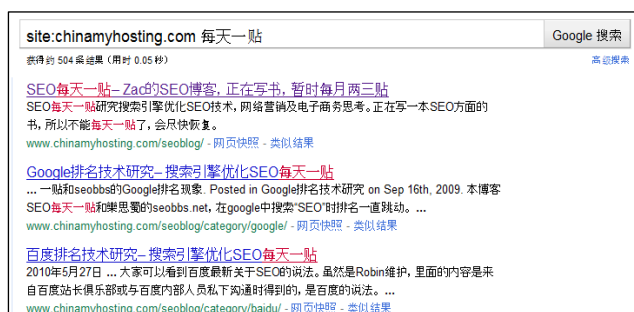 site:chinamyhosting.com 每天一贴
Google 搜索
获得约 504 条结果 (用时 0.05 秒)
高级搜索
SEO每天一贴– Zac的SEO博客, 正在写书, 暂时每月两三贴
SEO每天一贴研究搜索引擎优化SEO技术, 网络营销及电子商务思考。正在写一本SEO方面的
书, 所以不能每天一贴了, 会尽快恢复。
www.chinamyhosting.com/seoblog/ - 网页快照 - 类似结果
Google排名技术研究– 搜索引擎优化SEO每天一贴
... 一贴和seobbs的Google排名现象. Posted in Google排名技术研究 on Sep 16th, 2009. 本博客
SEO每天一贴和乐思蜀的seobbs.net, 在google中搜索“SEO”时排名一直跳动。...
www.chinamyhosting.com/seoblog/category/google/ - 网页快照 - 类似结果
百度排名技术研究– 搜索引擎优化SEO每天一贴
2010年5月27日 ... 大家可以看到百度最新关于SEO的说法。虽然是Robin维护, 里面的内容是来
自百度站长俱乐部或与百度内部人员私下沟通时得到的, 是百度的说法。...
www.chinamyhosting.com/seoblog/category/baidu/ - 网页快照 - 类似结果